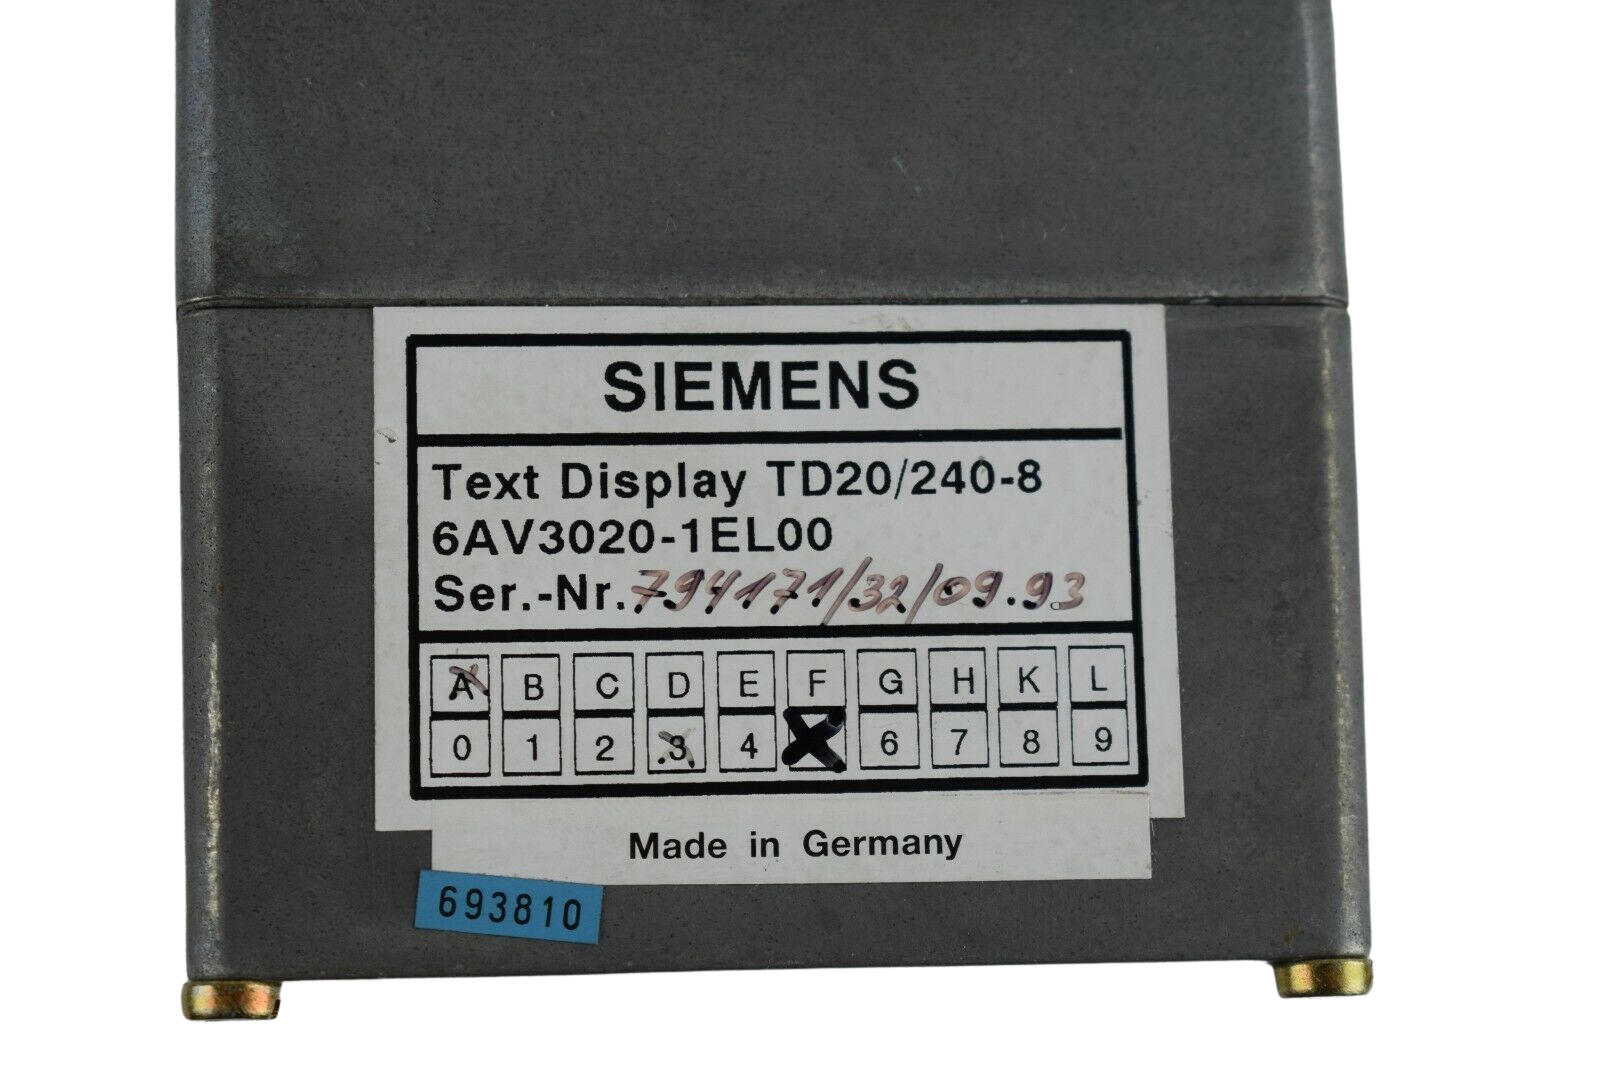 SIEMENS
Text Display TD20/240-8
6AV3020-1EL00
Ser.-Nr. 794171/32/09.93
A B C D E F G H K L
0 1 2 3 4 6 7 8 9
Made in Germany
693810